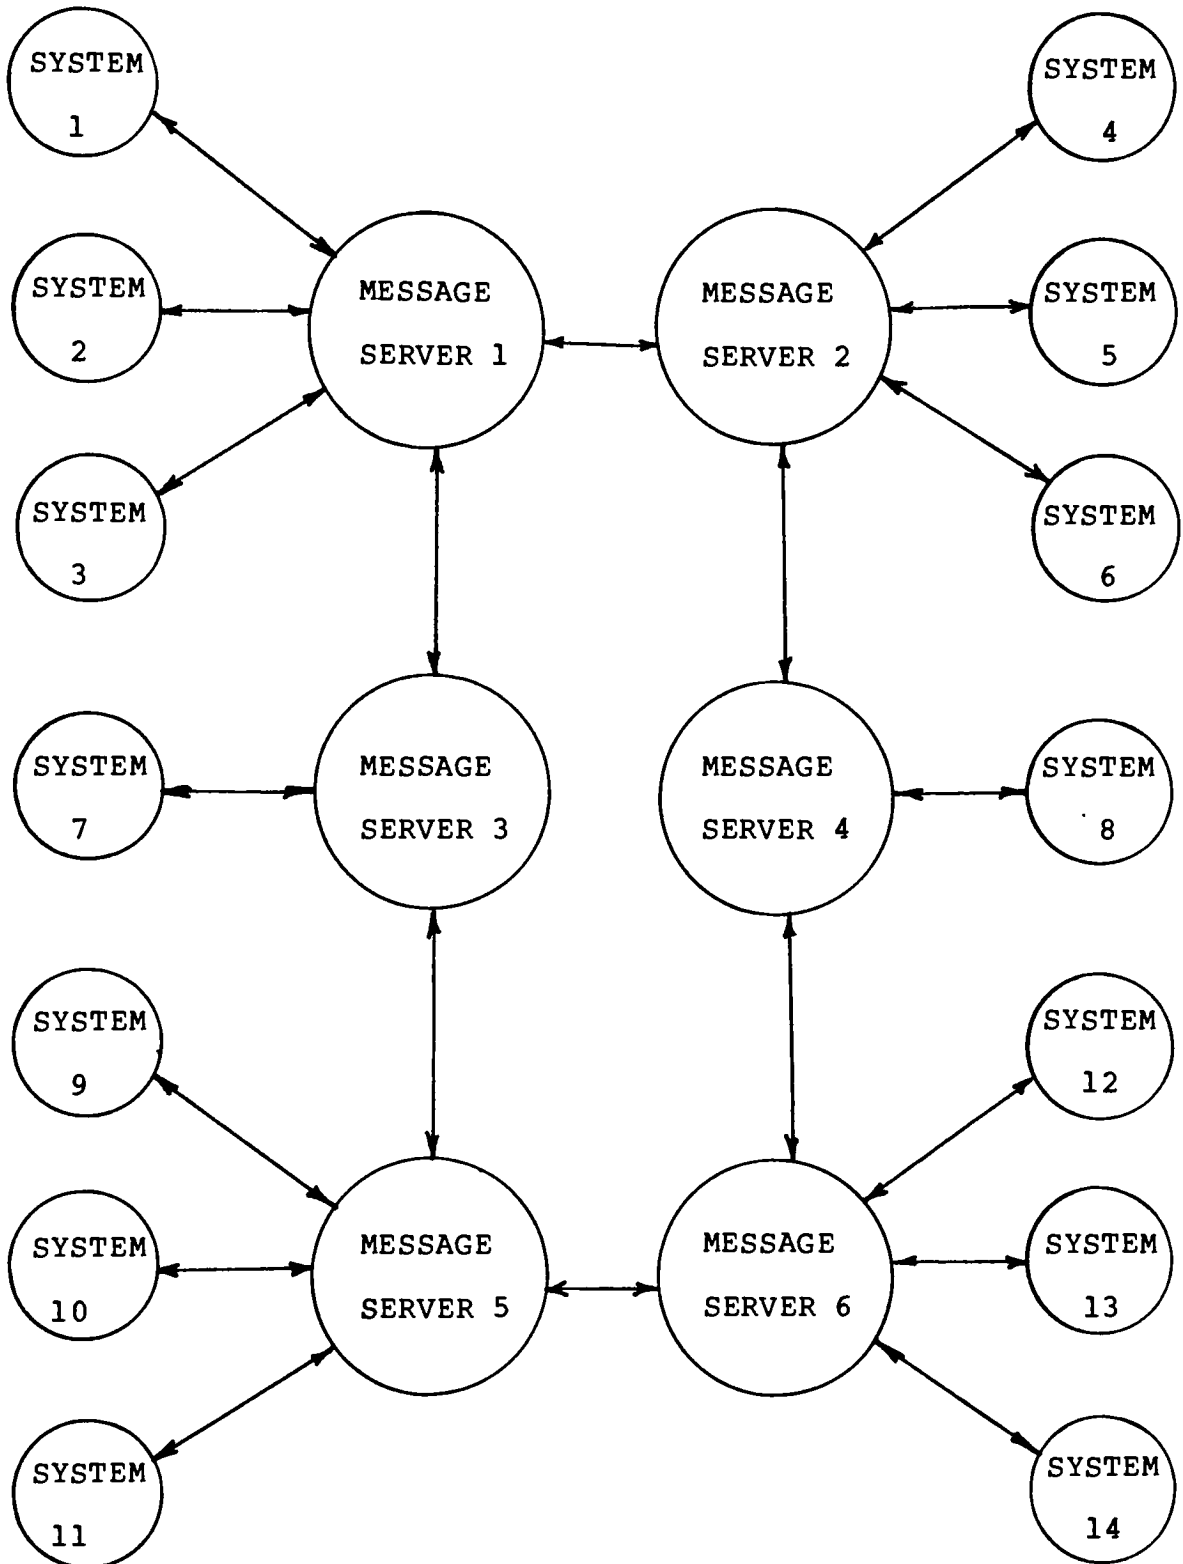 SYSTEM
1
SYSTEM
4
SYSTEM
2
MESSAGE
SERVER 1
MESSAGE
SERVER 2
SYSTEM
5
SYSTEM
3
SYSTEM
6
SYSTEM
7
MESSAGE
SERVER 3
MESSAGE
SERVER 4
SYSTEM
8
SYSTEM
9
SYSTEM
12
SYSTEM
10
MESSAGE
SERVER 5
MESSAGE
SERVER 6
SYSTEM
13
SYSTEM
11
SYSTEM
14